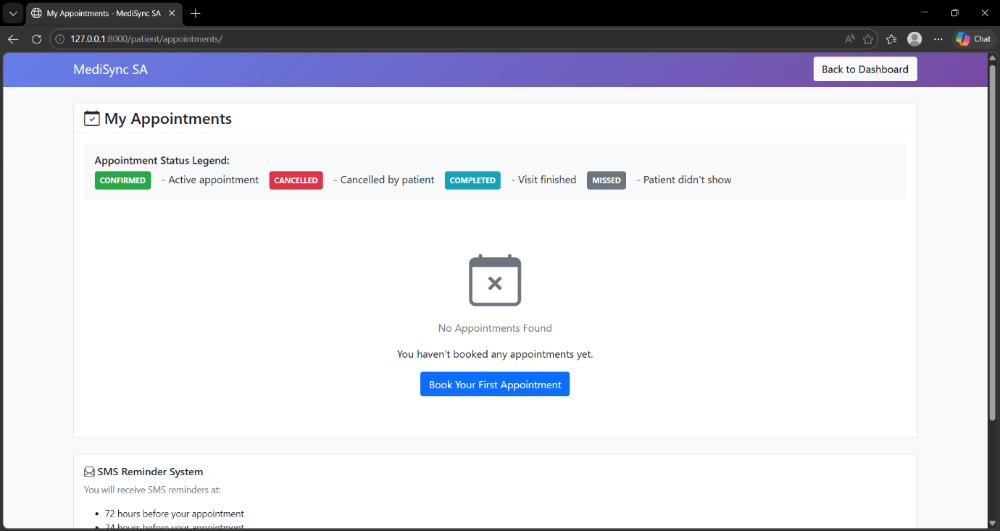 My Appointments - MediSync SA
127.0.0.1:8000/patient/appointments/
Chat
MediSync SA
Back to Dashboard
My Appointments
Appointment Status Legend:
CONFIRMED - Active appointment CANCELLED - Cancelled by patient COMPLETED - Visit finished MISSED - Patient didn't show
No Appointments Found
You haven't booked any appointments yet.
Book Your First Appointment
SMS Reminder System
You will receive SMS reminders at:
• 72 hours before your appointment
• 24 hours before your appointment